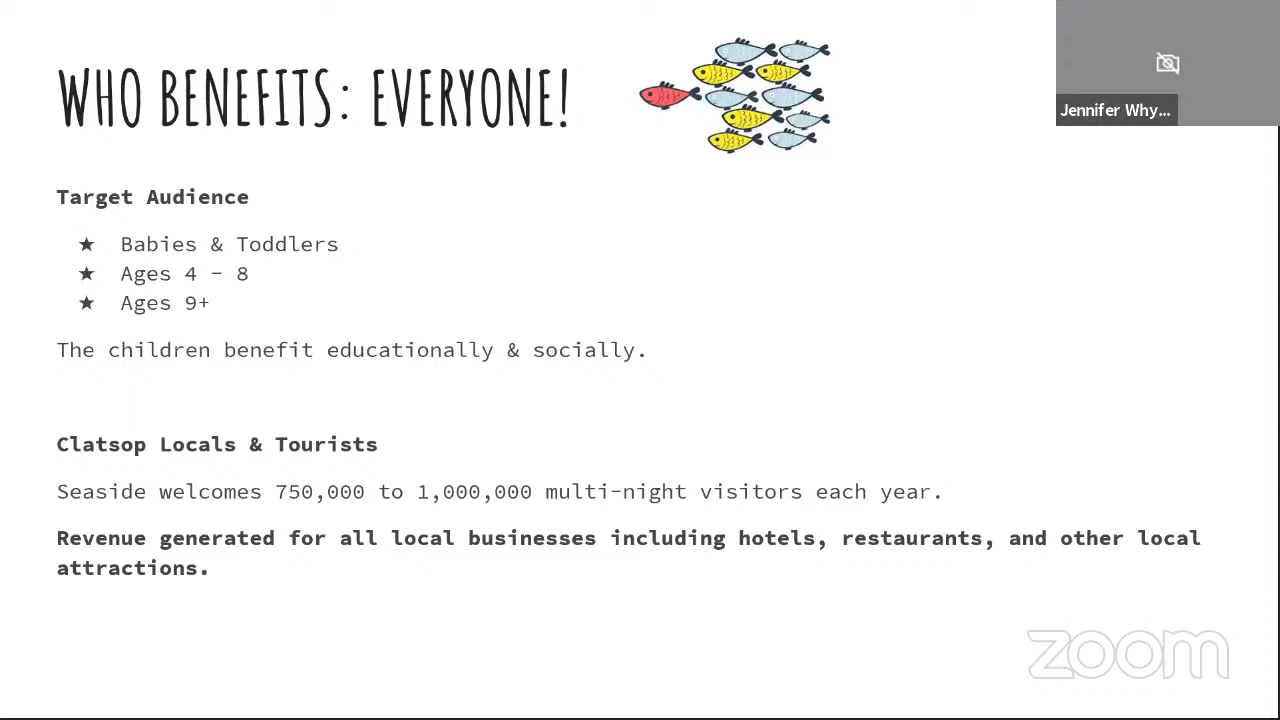 WHO BENEFITS: EVERYONE!
Jennifer Why...
Target Audience
★ Babies & Toddlers
★ Ages 4 - 8
★ Ages 9+
The children benefit educationally & socially.
Clatsop Locals & Tourists
Seaside welcomes 750,000 to 1,000,000 multi-night visitors each year.
Revenue generated for all local businesses including hotels, restaurants, and other local
attractions.
zoom